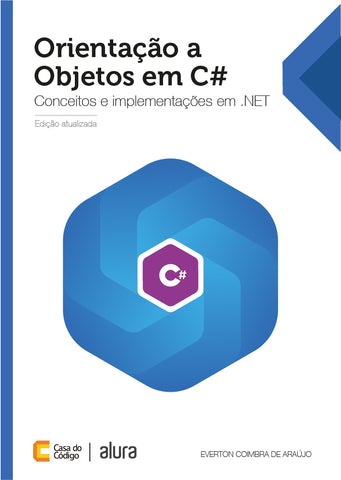 Orientação a
Objetos em C#
Conceitos e implementações em .NET
Edição atualizada
C#
Casa do
Código
alura
EVERTON COIMBRA DE ARAÚJO